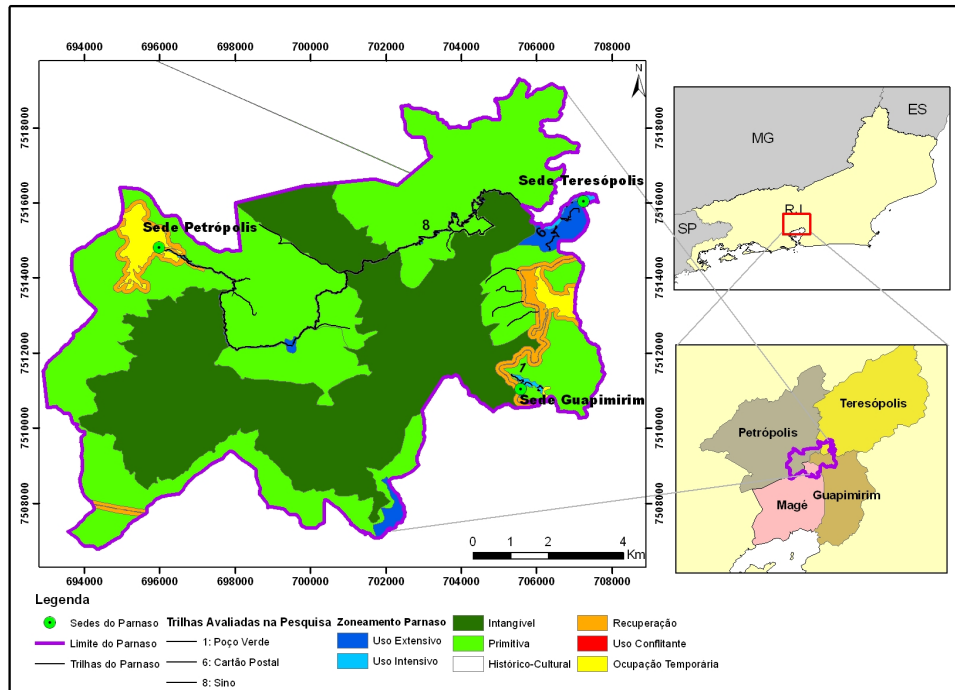 694000 696000 698000 700000 702000 704000 706000 708000
N
7518000
7516000
7514000
7512000
7510000
7508000
7518000
7516000
7514000
7512000
7510000
7508000
Sede Teresópolis
Sede Petrópolis
8
6
1
Sede Guapimirim
0 1 2 4
Km
694000 696000 698000 700000 702000 704000 706000 708000
ES
MG
RJ
SP
Teresópolis
Petrópolis
Guapimirim
Magé
Legenda
Sedes do Parnaso
Limite do Parnaso
Trilhas do Parnaso
Trilhas Avaliadas na Pesquisa
1: Poço Verde
6: Cartão Postal
8: Sino
Zoneamento Parnaso
Uso Extensivo
Uso Intensivo
Intangível
Primitiva
Histórico-Cultural
Recuperação
Uso Conflitante
Ocupação Temporária